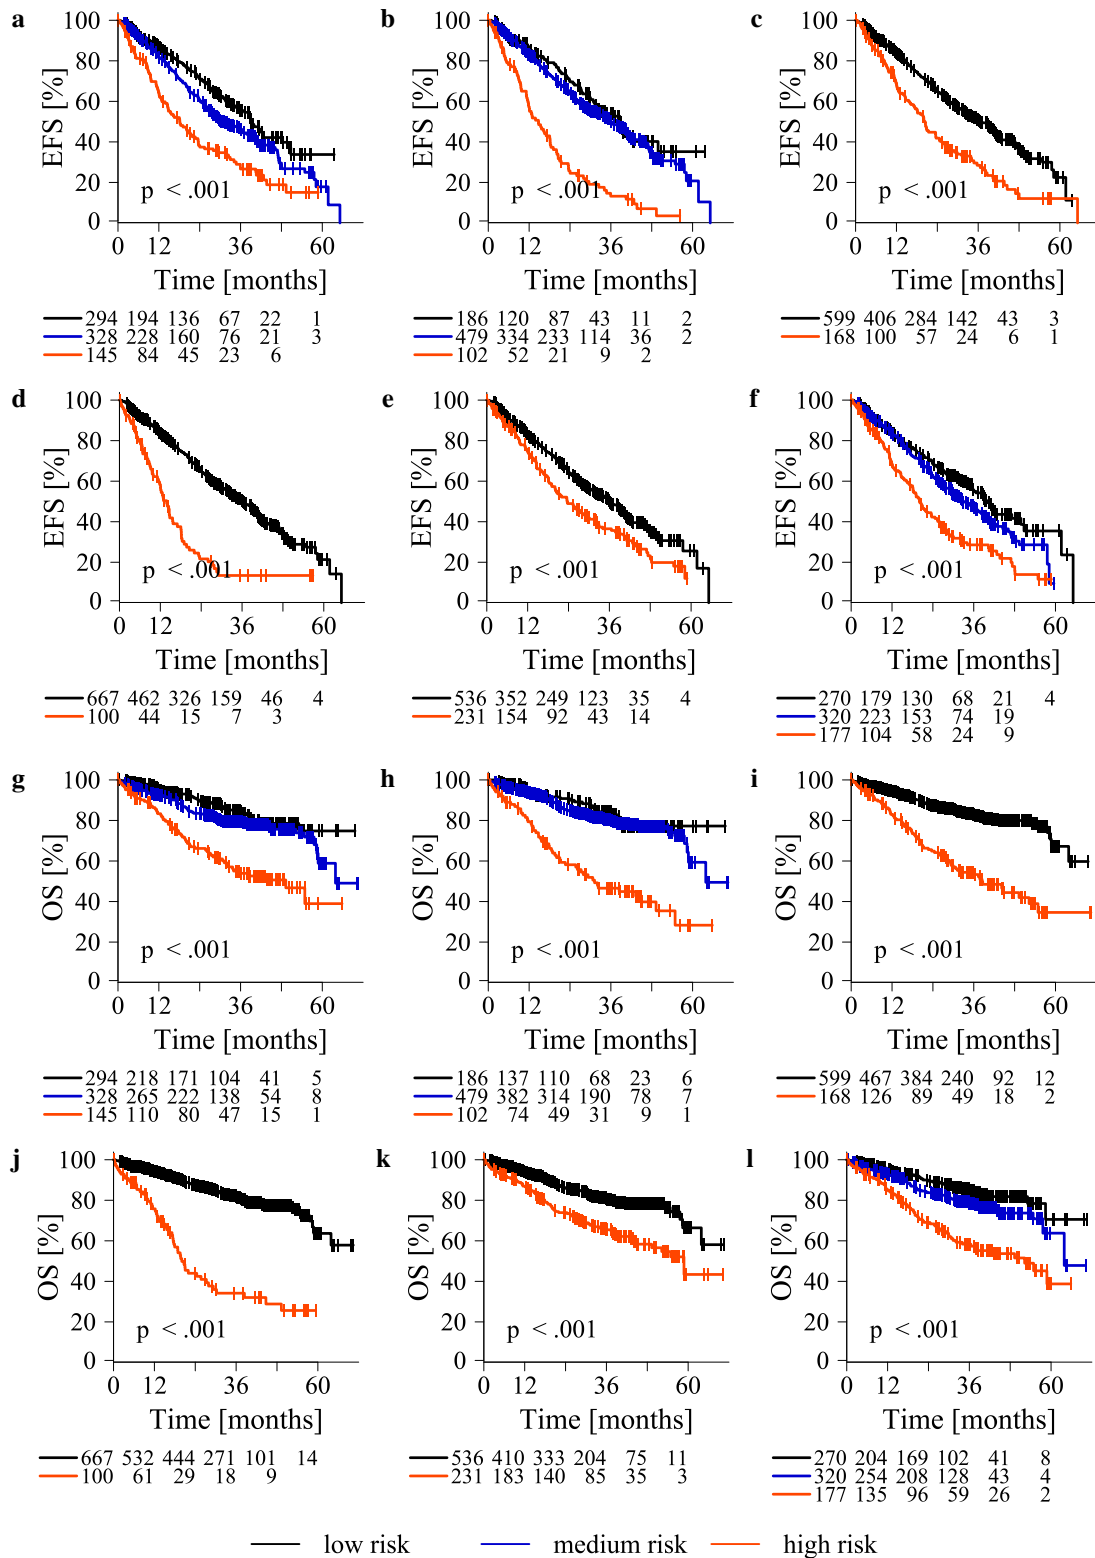 a
100
80
60
40
20
0
EFS [%]
p < .001
0 12 36 60
Time [months]
294 194 136 67 22 1
328 228 160 76 21 3
145 84 45 23 6
b
100
80
60
40
20
0
EFS [%]
p < .001
0 12 36 60
Time [months]
186 120 87 43 11 2
479 334 233 114 36 2
102 52 21 9 2
c
100
80
60
40
20
0
EFS [%]
p < .001
0 12 36 60
Time [months]
599 406 284 142 43 3
168 100 57 24 6 1
d
100
80
60
40
20
0
EFS [%]
p < .001
0 12 36 60
Time [months]
667 462 326 159 46 4
100 44 15 7 3
e
100
80
60
40
20
0
EFS [%]
p < .001
0 12 36 60
Time [months]
536 352 249 123 35 4
231 154 92 43 14
f
100
80
60
40
20
0
EFS [%]
p < .001
0 12 36 60
Time [months]
270 179 130 68 21 4
320 223 153 74 19
177 104 58 24 9
g
100
80
60
40
20
0
OS [%]
p < .001
0 12 36 60
Time [months]
294 218 171 104 41 5
328 265 222 138 54 8
145 110 80 47 15 1
h
100
80
60
40
20
0
OS [%]
p < .001
0 12 36 60
Time [months]
186 137 110 68 23 6
479 382 314 190 78 7
102 74 49 31 9 1
i
100
80
60
40
20
0
OS [%]
p < .001
0 12 36 60
Time [months]
599 467 384 240 92 12
168 126 89 49 18 2
j
100
80
60
40
20
0
OS [%]
p < .001
0 12 36 60
Time [months]
667 532 444 271 101 14
100 61 29 18 9
k
100
80
60
40
20
0
OS [%]
p < .001
0 12 36 60
Time [months]
536 410 333 204 75 11
231 183 140 85 35 3
l
100
80
60
40
20
0
OS [%]
p < .001
0 12 36 60
Time [months]
270 204 169 102 41 8
320 254 208 128 43 4
177 135 96 59 26 2
low risk medium risk high risk